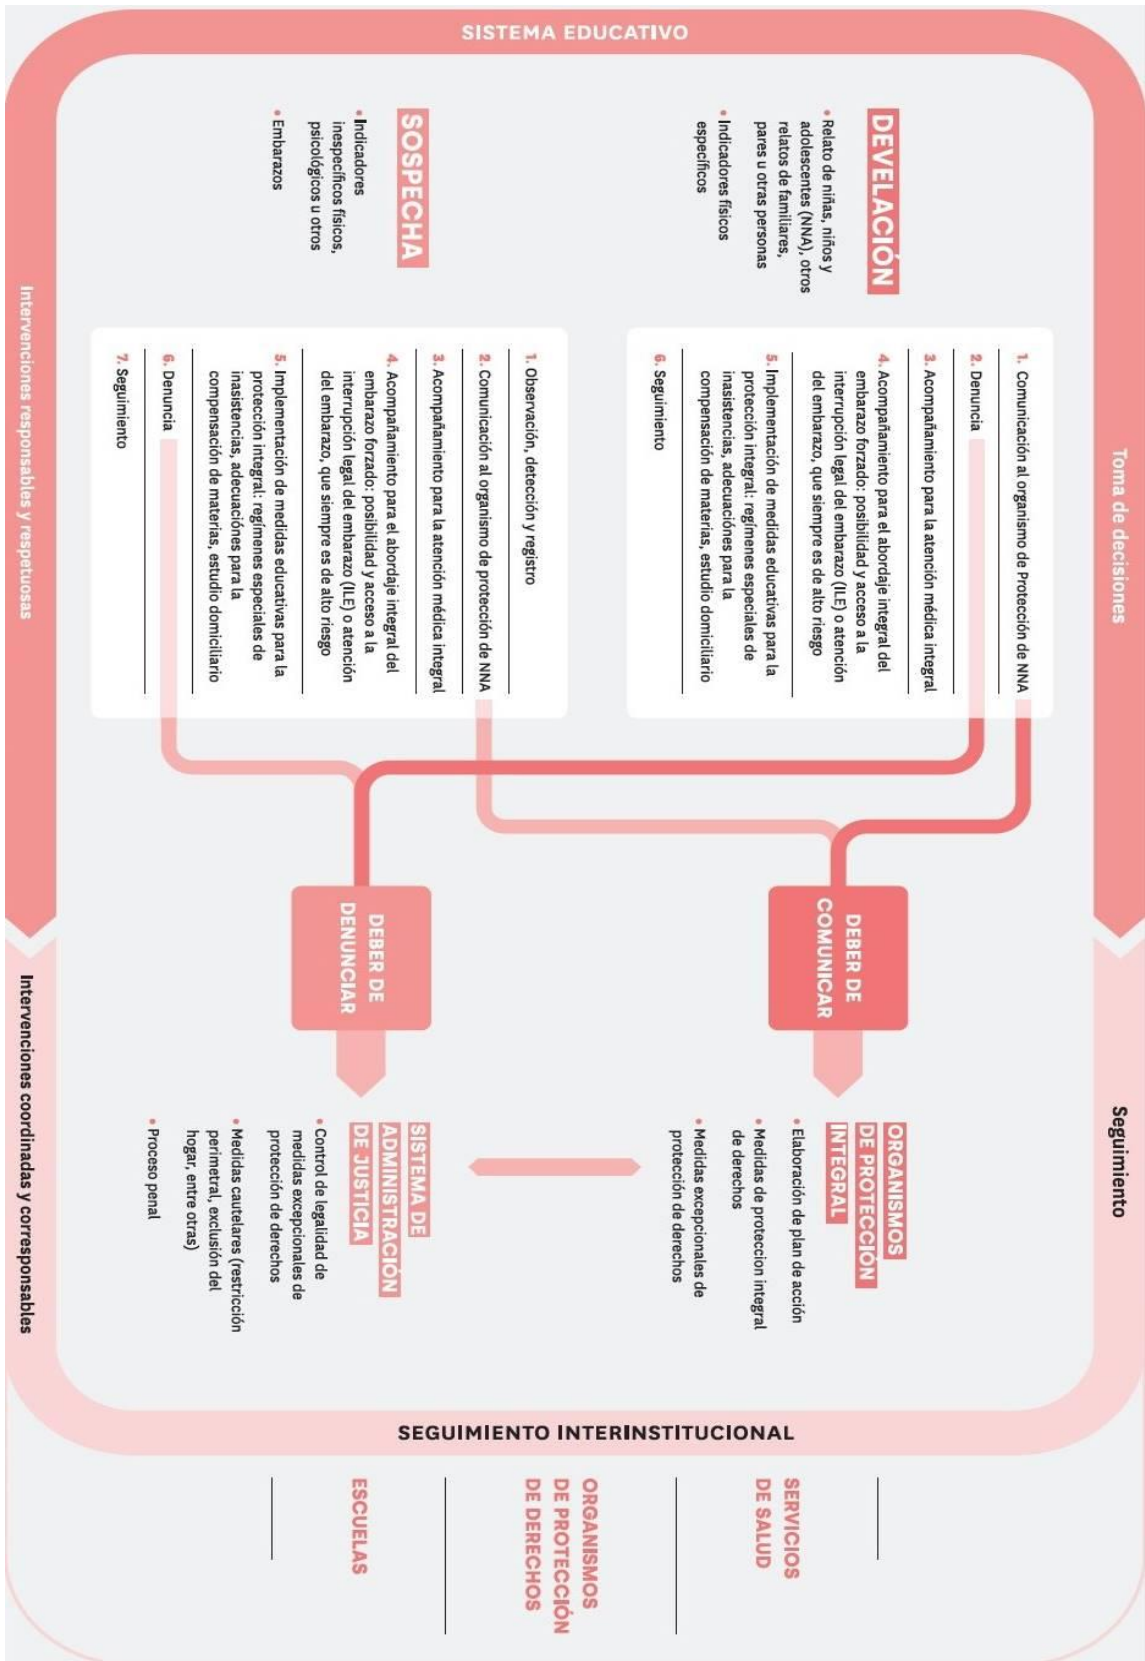 SISTEMA EDUCATIVO
Toma de decisiones
Seguimiento
DEVELACIÓN
• Relato de niñas, niños y
adolescentes (NNA), otros
relatos de familiares,
pares u otras personas
• Indicadores físicos
específicos
1. Comunicación al organismo de Protección de NNA
2. Denuncia
3. Acompañamiento para la atención médica integral
4. Acompañamiento para el abordaje integral del
embarazo forzado: posibilidad y acceso a la
interrupción legal del embarazo (ILE) o atención
del embarazo, que siempre es de alto riesgo
5. Implementación de medidas educativas para la
protección integral: regímenes especiales de
inasistencias, adecuaciónes para la
compensación de materias, estudio domiciliario
6. Seguimiento
DEBER DE
COMUNICAR
ORGANISMOS
DE PROTECCIÓN
INTEGRAL
• Elaboración de plan de acción
• Medidas de proteccion integral
de derechos
• Medidas excepcionales de
protección de derechos
SOSPECHA
• Indicadores
inespecíficos físicos,
psicológicos u otros
• Embarazos
1. Observación, detección y registro
2. Comunicación al organismo de protección de NNA
3. Acompañamiento para la atención médica integral
4. Acompañamiento para el abordaje integral del
embarazo forzado: posibilidad y acceso a la
interrupción legal del embarazo (ILE) o atención
del embarazo, que siempre es de alto riesgo
5. Implementación de medidas educativas para la
protección integral: regímenes especiales de
inasistencias, adecuaciónes para la
compensación de materias, estudio domiciliario
6. Denuncia
7. Seguimiento
DEBER DE
DENUNCIAR
SISTEMA DE
ADMINISTRACIÓN
DE JUSTICIA
• Control de legalidad de
medidas excepcionales de
protección de derechos
• Medidas cautelares (restricción
perimetral, exclusión del
hogar, entre otras)
• Proceso penal
Intervenciones responsables y respetuosas
Intervenciones coordinadas y corresponsables
SEGUIMIENTO INTERINSTITUCIONAL
SERVICIOS
DE SALUD
ORGANISMOS
DE PROTECCIÓN
DE DERECHOS
ESCUELAS